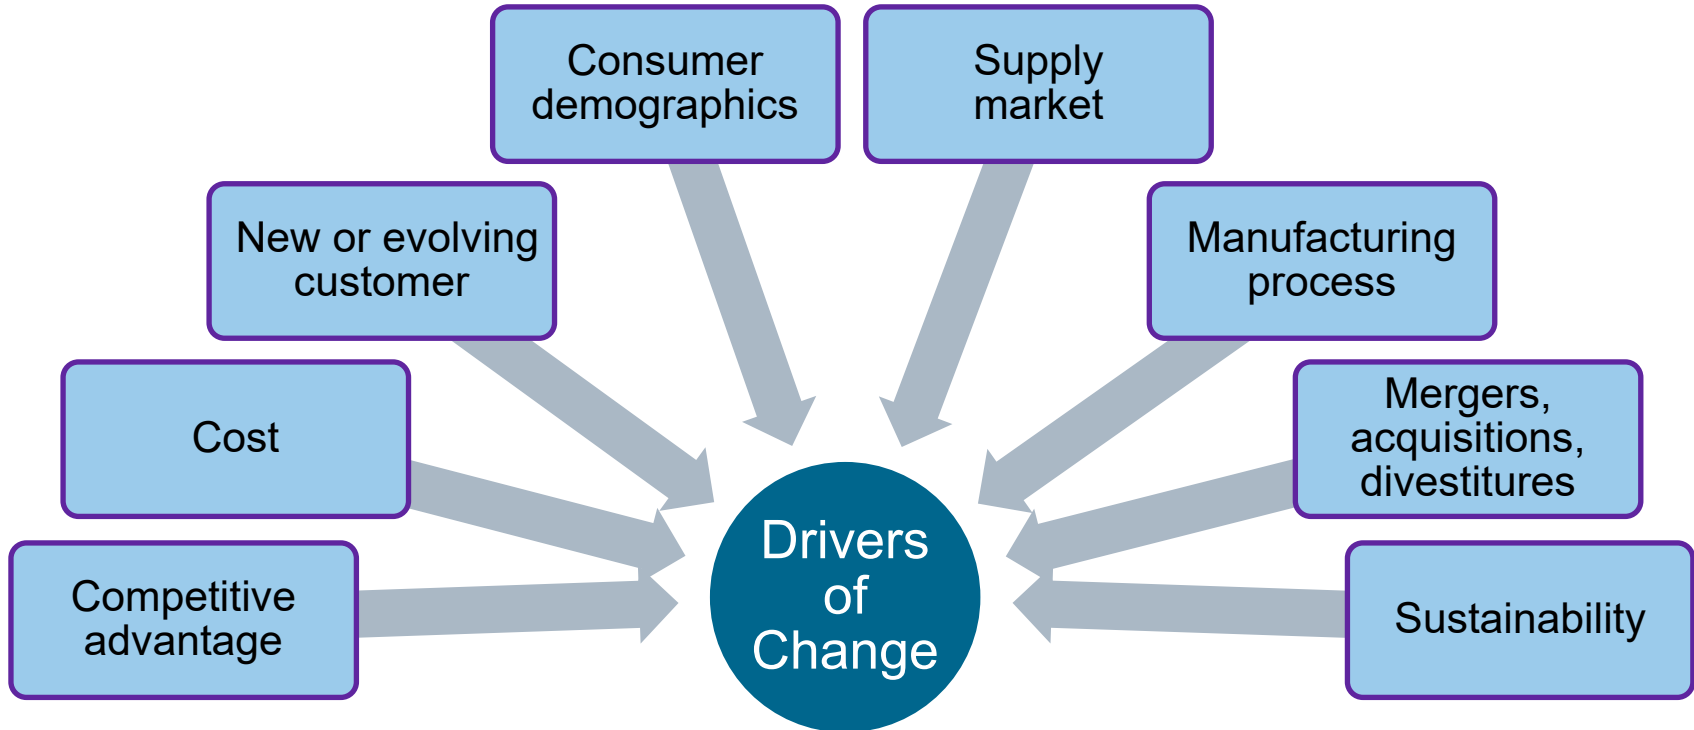 Consumer
demographics
Supply
market
New or evolving
customer
Manufacturing
process
Cost
Mergers,
acquisitions,
divestitures
Competitive
advantage
Drivers
of
Change
Sustainability